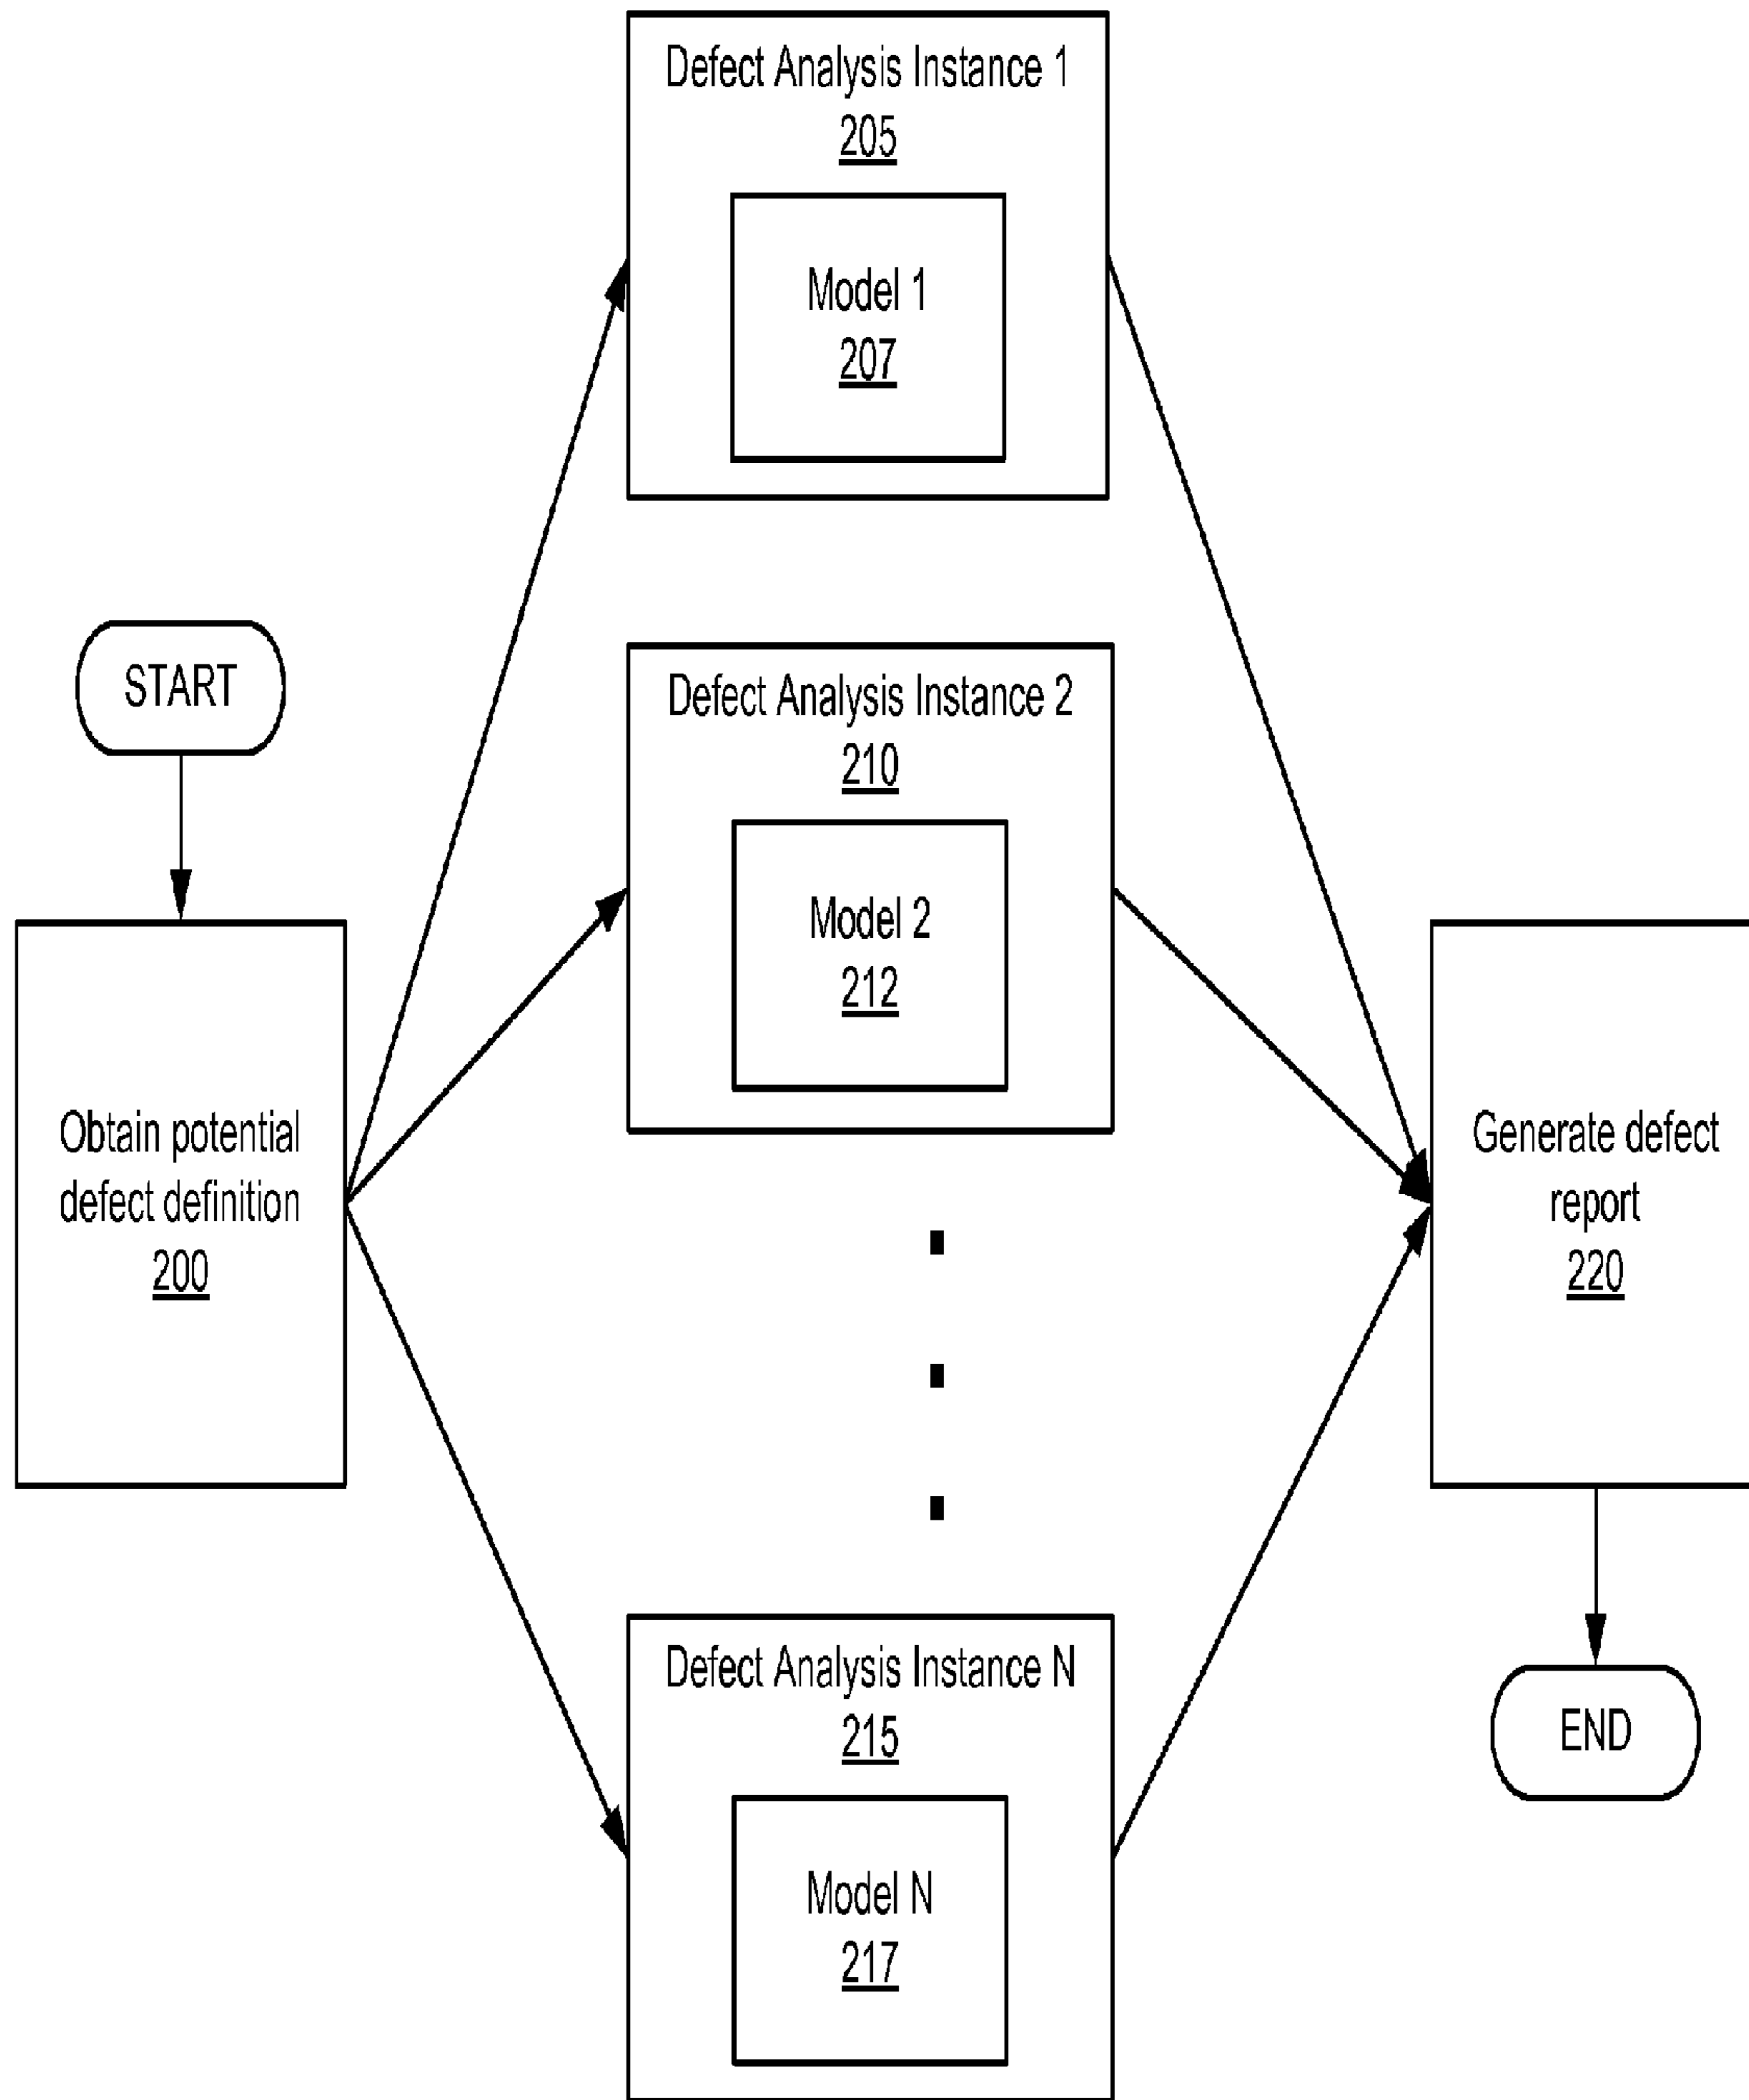 START
Obtain potential
defect definition
200
Defect Analysis Instance 1
205
Model 1
207
Defect Analysis Instance 2
210
Model 2
212
Defect Analysis Instance N
215
Model N
217
Generate defect
report
220
END